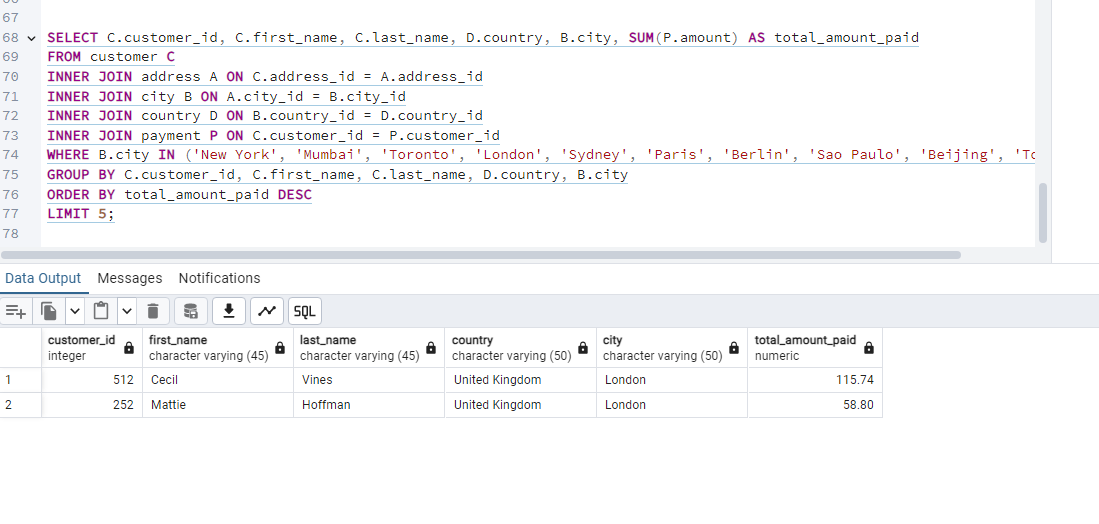 67
68 SELECT C.customer_id, C.first_name, C.last_name, D.country, B.city, SUM(P.amount) AS total_amount_paid
69 FROM customer C
70 INNER JOIN address A ON C.address_id = A.address_id
71 INNER JOIN city B ON A.city_id = B.city_id
72 INNER JOIN country D ON B.country_id = D.country_id
73 INNER JOIN payment P ON C.customer_id = P.customer_id
74 WHERE B.city IN ('New York', 'Mumbai', 'Toronto', 'London', 'Sydney', 'Paris', 'Berlin', 'Sao Paulo', 'Beijing',
75 GROUP BY C.customer_id, C.first_name, C.last_name, D.country, B.city
76 ORDER BY total_amount_paid DESC
77 LIMIT 5;
78
Data Output Messages Notifications
SQL
customer_id first_name last_name country city total_amount_paid
integer character varying (45) character varying (45) character varying (50) character varying (50) numeric
1 512 Cecil Vines United Kingdom London 115.74
2 252 Mattie Hoffman United Kingdom London 58.80